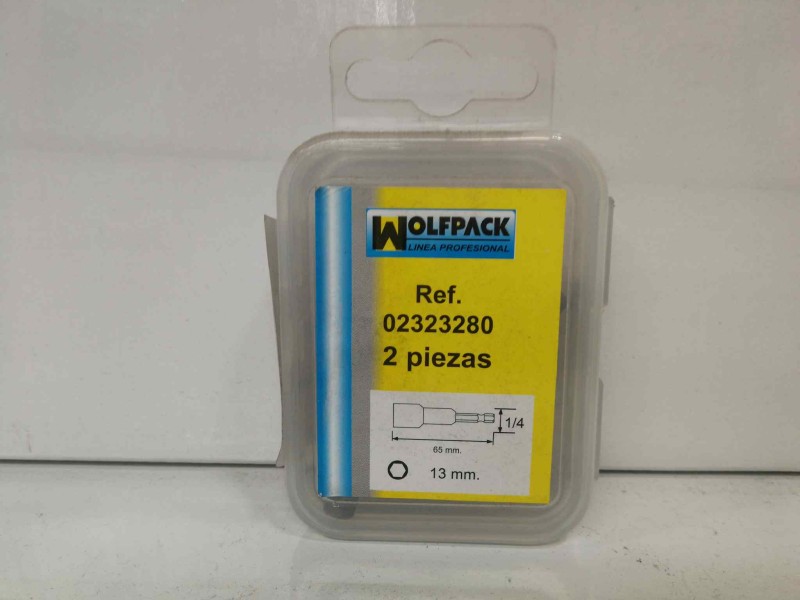 WOLFPACK
LINEA PROFESIONAL
Ref.
02323280
2 piezas
1/4
65 mm.
13 mm.